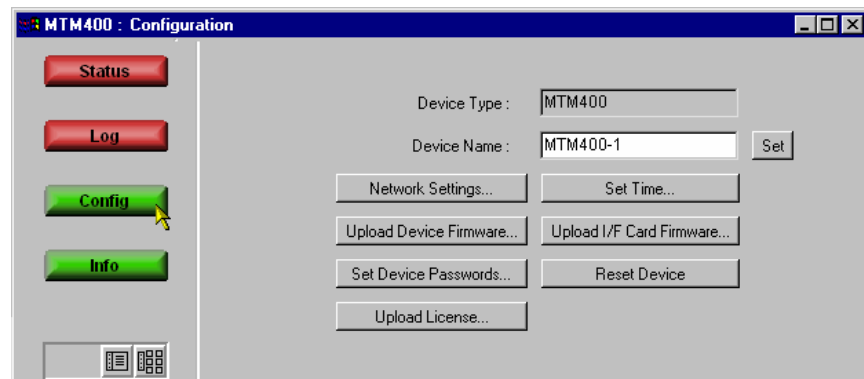 MTM400 : Configuration
Status
Log
Config
Info
Device Type :
MTM400
Device Name :
MTM400-1
Set
Network Settings...
Set Time...
Upload Device Firmware...
Upload I/F Card Firmware...
Set Device Passwords...
Reset Device
Upload License...